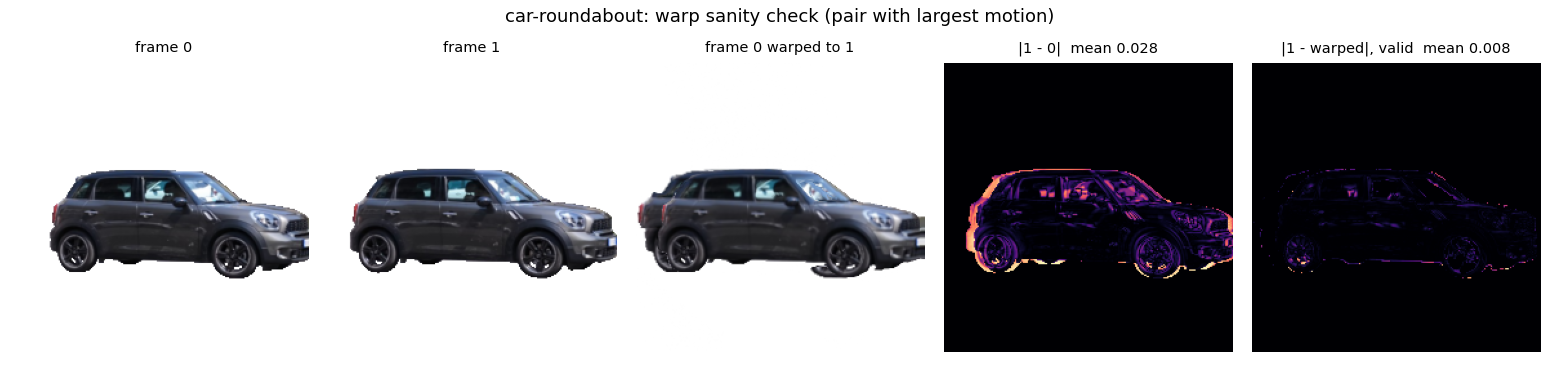 car-roundabout: warp sanity check (pair with largest motion)
frame 0
frame 1
frame 0 warped to 1
|1 - 0|  mean 0.028
|1 - warped|, valid  mean 0.008